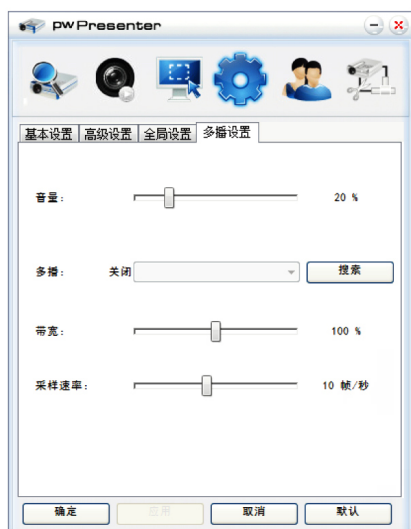 pwPresenter
基本设置 高级设置 全局设置 多播设置
音量: 20 %
多播: 关闭 搜索
带宽: 100 %
采样速率: 10 帧/秒
确定 应用 取消 默认